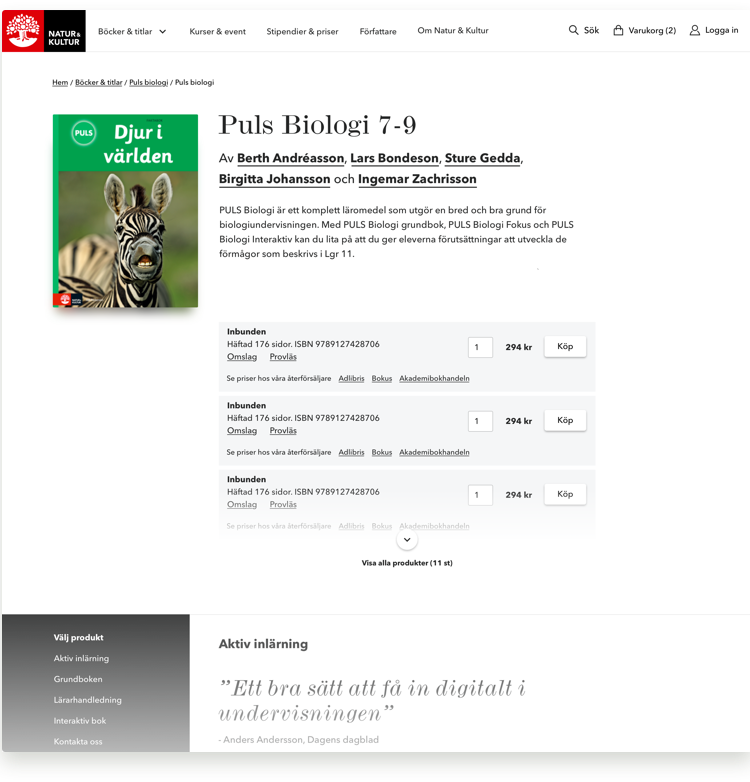 NATUR&
KULTUR
Böcker & titlar
Kurser & event
Stipendier & priser
Författare
Om Natur & Kultur
Sök
Varukorg (2)
Logga in
Hem / Böcker & titlar / Puls biologi / Puls biologi
PULS
Djur i
världen
Puls Biologi 7-9
Av Berth Andréasson, Lars Bondeson, Sture Gedda,
Birgitta Johansson och Ingemar Zachrisson
PULS Biologi är ett komplett läromedel som utgör en bred och bra grund för
biologiundervisningen. Med PULS Biologi grundbok, PULS Biologi Fokus och PULS
Biologi Interaktiv kan du lita på att du ger eleverna förutsättningar att utveckla de
förmågor som beskrivs i Lgr 11.
Inbunden
Häftad 176 sidor. ISBN 9789127428706
Omslag Provläs
1 294 kr Köp
Se priser hos våra återförsäljare Adlibris Bokus Akademibokhandeln
Inbunden
Häftad 176 sidor. ISBN 9789127428706
Omslag Provläs
1 294 kr Köp
Se priser hos våra återförsäljare Adlibris Bokus Akademibokhandeln
Inbunden
Häftad 176 sidor. ISBN 9789127428706
Omslag Provläs
1 294 kr Köp
Se priser hos våra återförsäljare Adlibris Bokus Akademibokhandeln
Visa alla produkter (11 st)
Välj produkt
Aktiv inlärning
Grundboken
Lärarhandledning
Interaktiv bok
Kontakta oss
Aktiv inlärning
”Ett bra sätt att få in digitalt i
undervisningen”
- Anders Andersson, Dagens dagblad